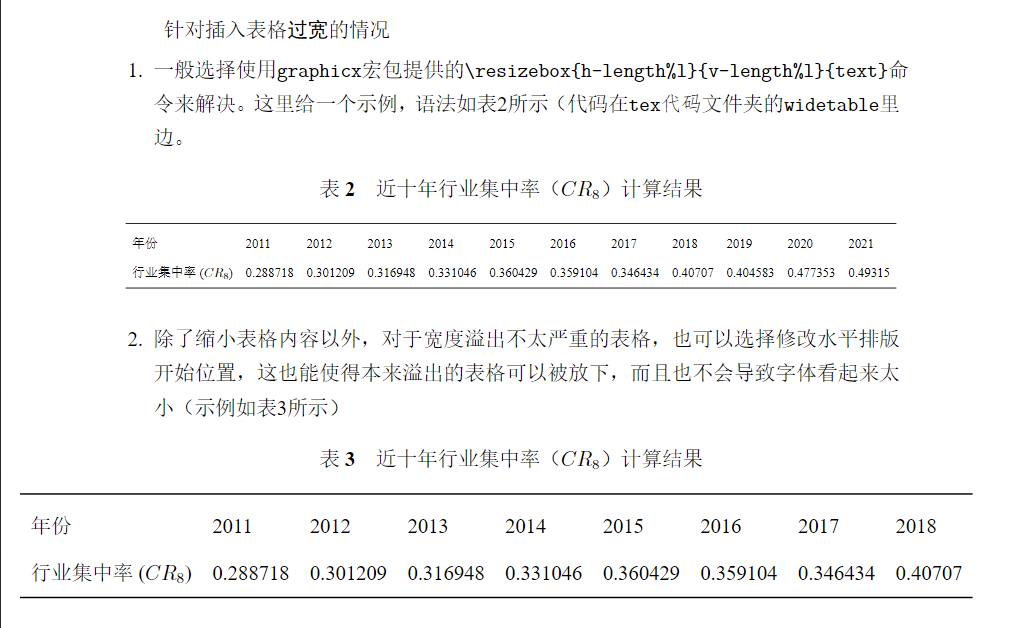 针对插入表格过宽的情况
1. 一般选择使用graphicx宏包提供的\resizebox{h-length%l}{v-length%l}{text}命
令来解决。这里给一个示例，语法如表2所示（代码在tex代码文件夹的widetable里
边。
表 2 近十年行业集中率（CR₈）计算结果
年份 2011 2012 2013 2014 2015 2016 2017 2018 2019 2020 2021
行业集中率 (CR₈) 0.288718 0.301209 0.316948 0.331046 0.360429 0.359104 0.346434 0.40707 0.404583 0.477353 0.49315
2. 除了缩小表格内容以外，对于宽度溢出不太严重的表格，也可以选择修改水平排版
开始位置，这也能使得本来溢出的表格可以被放下，而且也不会导致字体看起来太
小（示例如表3所示）
表 3 近十年行业集中率（CR₈）计算结果
年份 2011 2012 2013 2014 2015 2016 2017 2018
行业集中率 (CR₈) 0.288718 0.301209 0.316948 0.331046 0.360429 0.359104 0.346434 0.40707